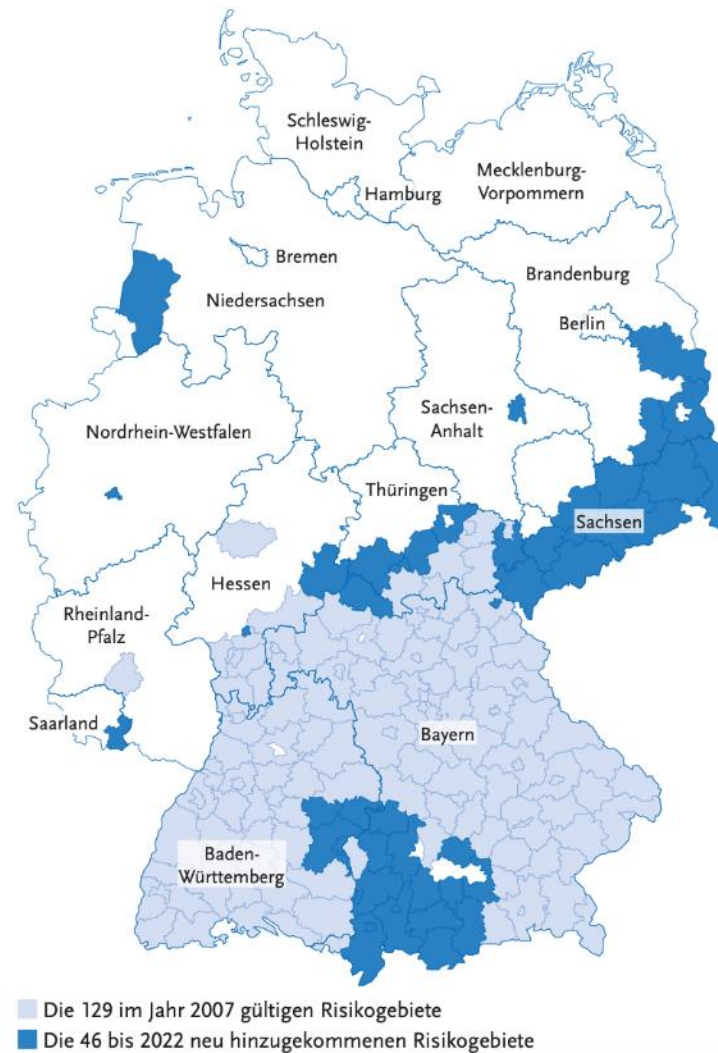 Schleswig-
Holstein
Mecklenburg-
Vorpommern
Hamburg
Bremen
Brandenburg
Niedersachsen
Berlin
Sachsen-
Anhalt
Nordrhein-Westfalen
Thüringen
Sachsen
Hessen
Rheinland-
Pfalz
Saarland
Bayern
Baden-
Württemberg
Die 129 im Jahr 2007 gültigen Risikogebiete
Die 46 bis 2022 neu hinzugekommenen Risikogebiete